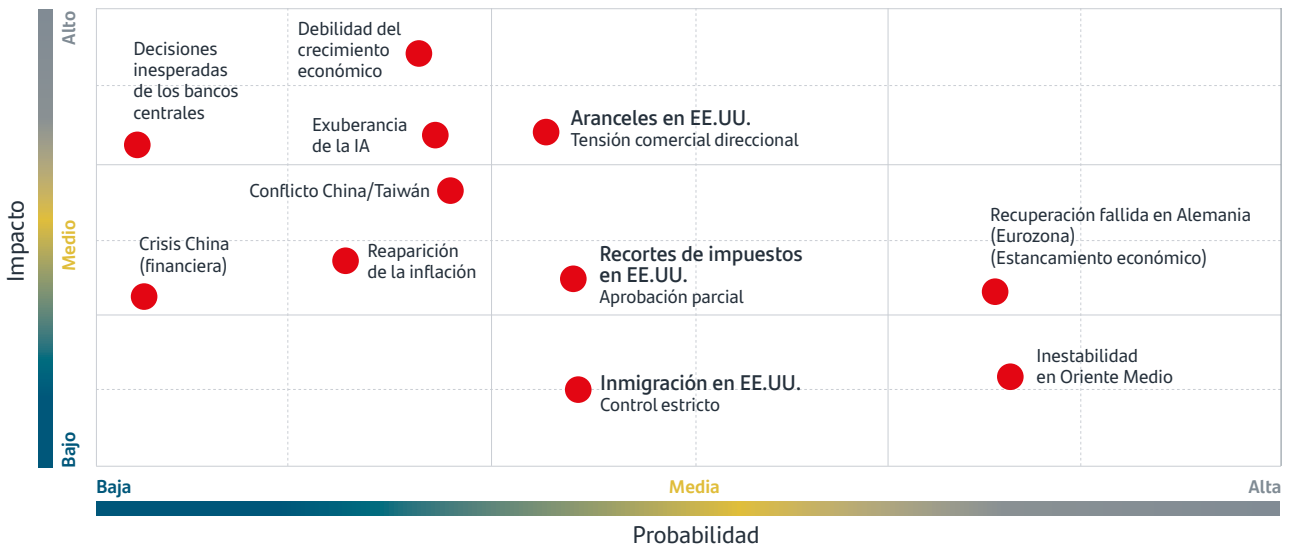 Impacto
Alto
Medio
Bajo
Decisiones
inesperadas
de los bancos
centrales
Debilidad del
crecimiento
económico
Exuberancia
de la IA
Aranceles en EE.UU.
Tensión comercial direccional
Conflicto China/Taiwán
Crisis China
(financiera)
Reaparición
de la inflación
Recortes de impuestos
en EE.UU.
Aprobación parcial
Recuperación fallida en Alemania
(Eurozona)
(Estancamiento económico)
Inmigración en EE.UU.
Control estricto
Inestabilidad
en Oriente Medio
Baja
Media
Alta
Probabilidad